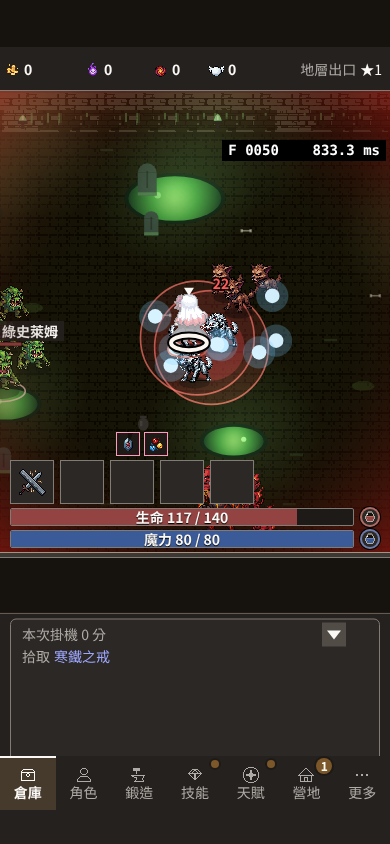 0 0 0 0 地層出口 ★1
F 0050 833.3 ms
22
綠史萊姆
生命 117 / 140
魔力 80 / 80
本次掛機 0 分
拾取 寒鐵之戒
1
倉庫 角色 鍛造 技能 天賦 營地 更多